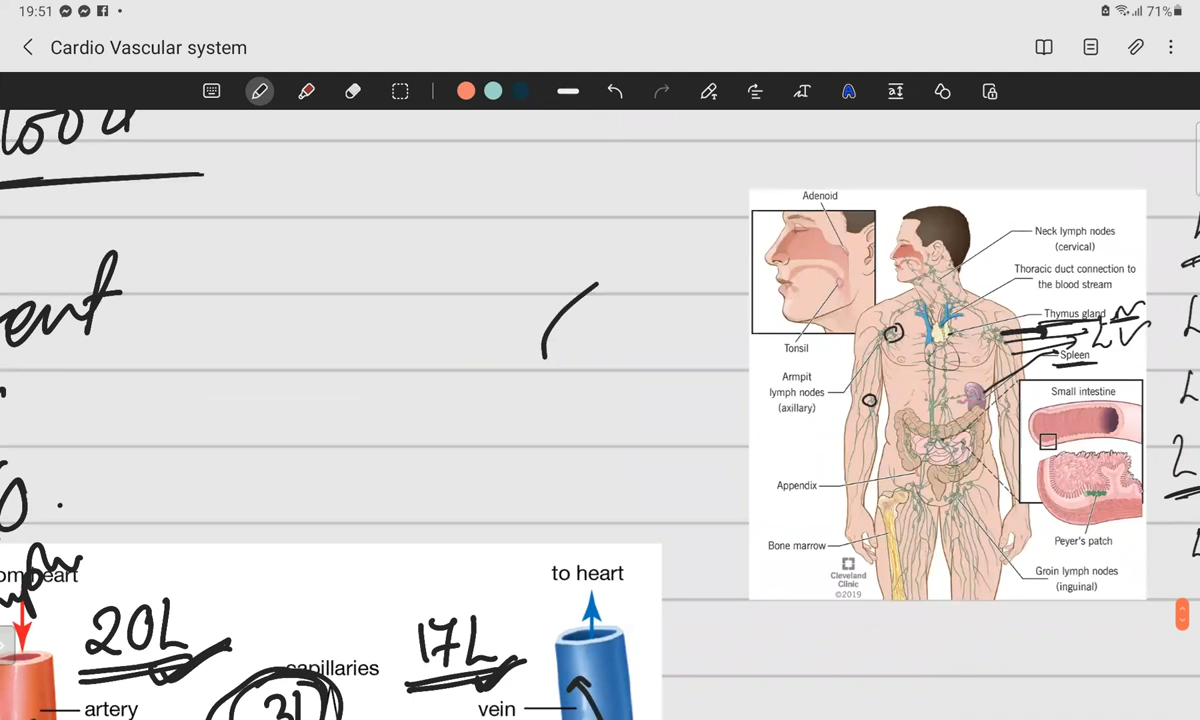 19:51
71%
Cardio Vascular system
Adenoid
Neck lymph nodes
(cervical)
Thoracic duct connection to
the blood stream
Thymus gland
Tonsil
Spleen
Armpit
lymph nodes
(axillary)
Small intestine
Appendix
Bone marrow
Peyer's patch
Groin lymph nodes
(inguinal)
Cleveland
Clinic
©2019
heart
to heart
20L
17L
capillaries
3L
artery
vein